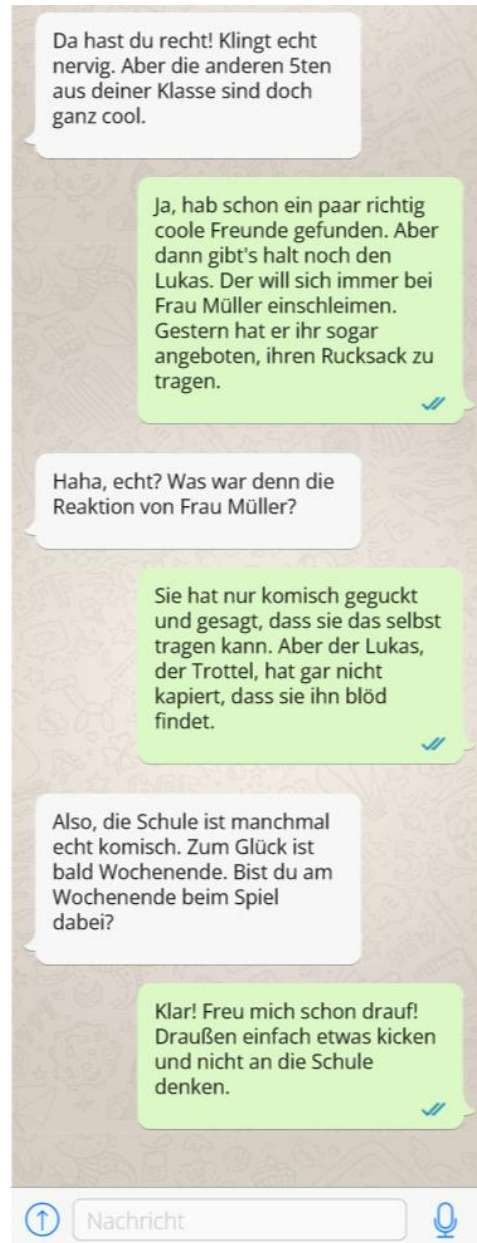 Da hast du recht! Klingt echt
nervig. Aber die anderen 5ten
aus deiner Klasse sind doch
ganz cool.
Ja, hab schon ein paar richtig
coole Freunde gefunden. Aber
dann gibt's halt noch den
Lukas. Der will sich immer bei
Frau Müller einschleimen.
Gestern hat er ihr sogar
angeboten, ihren Rucksack zu
tragen.
Haha, echt? Was war denn die
Reaktion von Frau Müller?
Sie hat nur komisch geguckt
und gesagt, dass sie das selbst
tragen kann. Aber der Lukas,
der Trottel, hat gar nicht
kapiert, dass sie ihn blöd
findet.
Also, die Schule ist manchmal
echt komisch. Zum Glück ist
bald Wochenende. Bist du am
Wochenende beim Spiel
dabei?
Klar! Freu mich schon drauf!
Draußen einfach etwas kicken
und nicht an die Schule
denken.
Nachricht